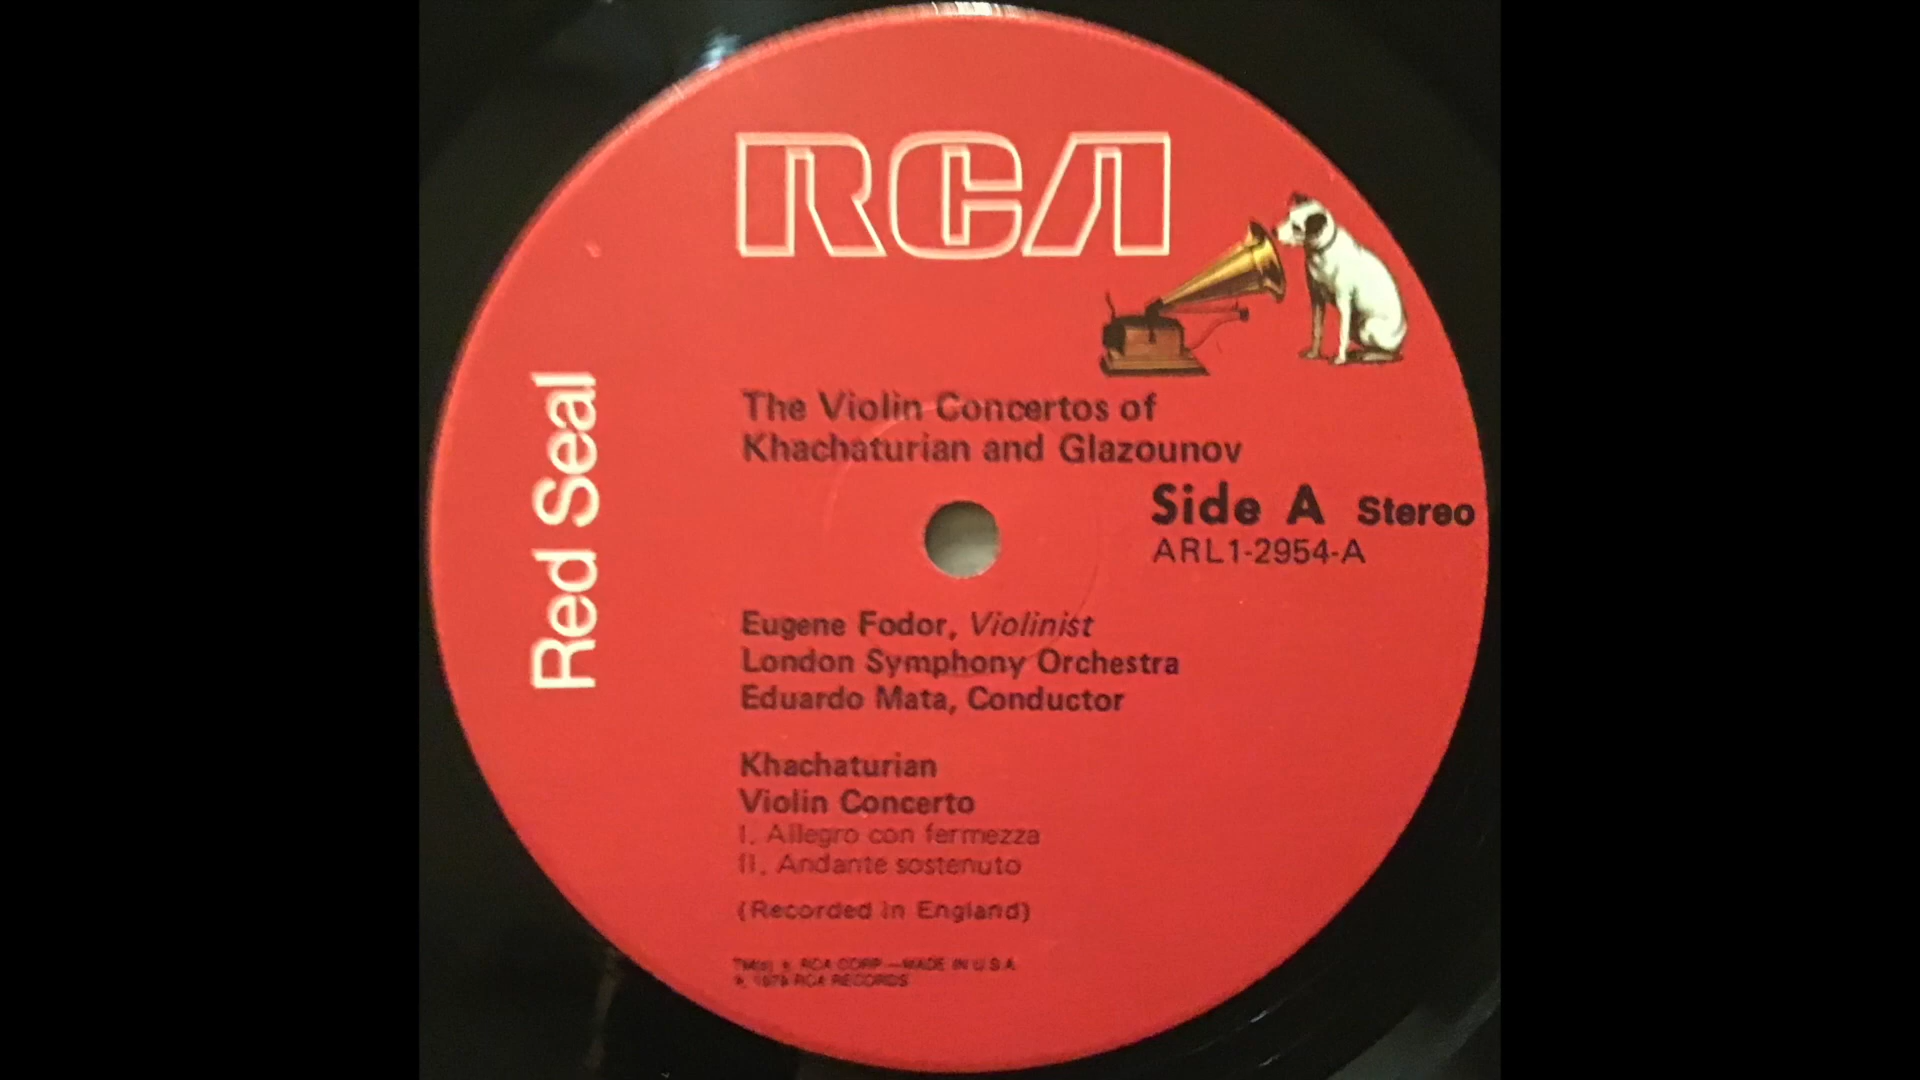 RCA
Red Seal
The Violin Concertos of
Khachaturian and Glazounov
Side A Stereo
ARL1-2954-A
Eugene Fodor, Violinist
London Symphony Orchestra
Eduardo Mata, Conductor
Khachaturian
Violin Concerto
I. Allegro con fermezza
II. Andante sostenuto
(Recorded in England)
RCA CORP.—MADE IN U.S.A.
RCA RECORDS